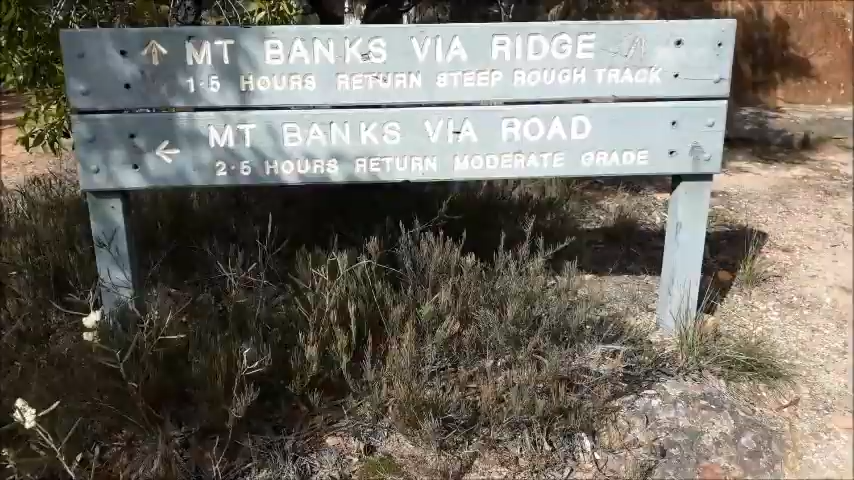 MT BANKS VIA RIDGE
1·5 HOURS RETURN STEEP ROUGH TRACK
MT BANKS VIA ROAD
2·5 HOURS RETURN MODERATE GRADE